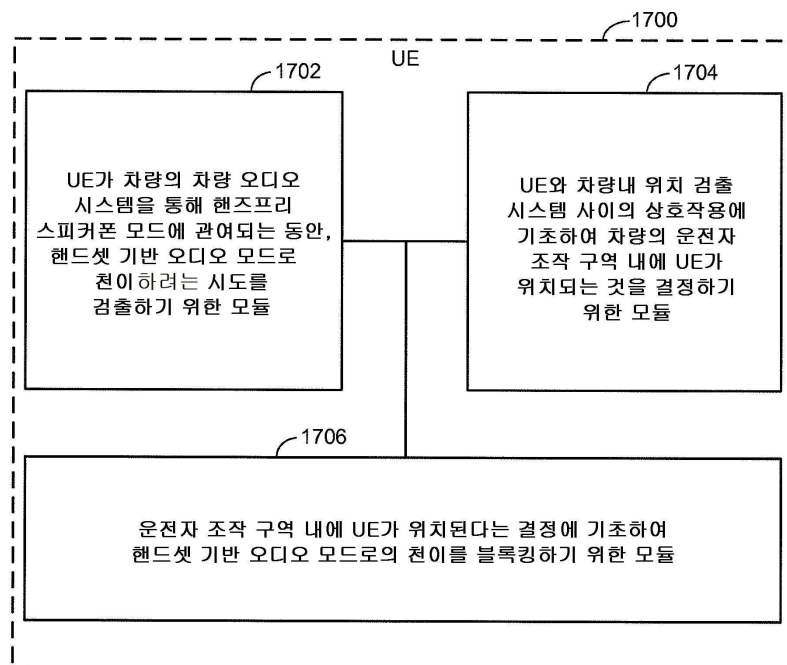 1700
UE
1702
UE가 차량의 차량 오디오
시스템을 통해 핸즈프리
스피커폰 모드에 관여되는 동안,
핸드셋 기반 오디오 모드로
천이하려는 시도를
검출하기 위한 모듈
1704
UE와 차량내 위치 검출
시스템 사이의 상호작용에
기초하여 차량의 운전자
조작 구역 내에 UE가
위치되는 것을 결정하기
위한 모듈
1706
운전자 조작 구역 내에 UE가 위치된다는 결정에 기초하여
핸드셋 기반 오디오 모드로의 천이를 블록킹하기 위한 모듈